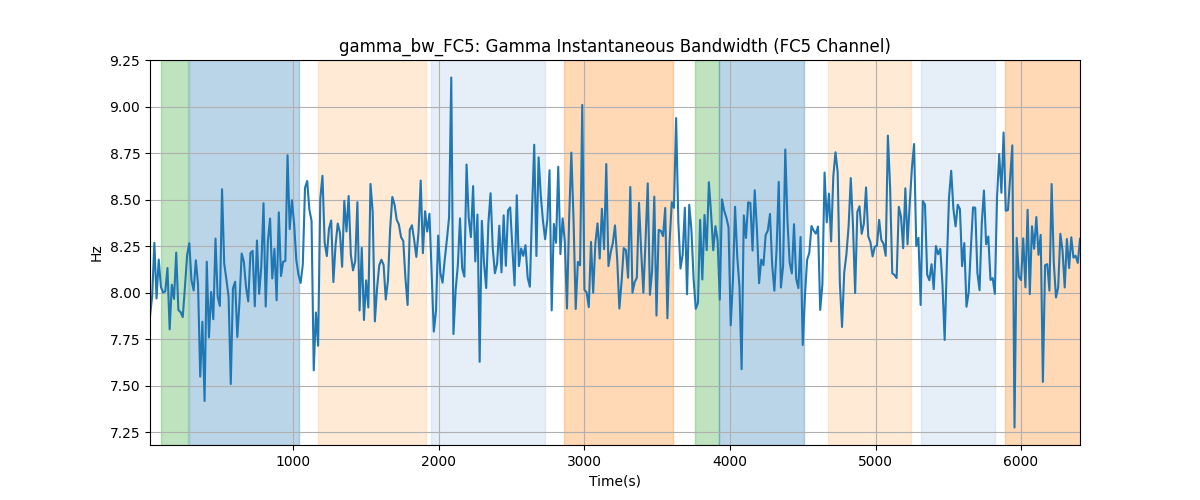 gamma_bw_FC5: Gamma Instantaneous Bandwidth (FC5 Channel)
9.25
9.00
8.75
8.50
8.25
8.00
7.75
7.50
7.25
Hz
1000 2000 3000 4000 5000 6000
Time(s)